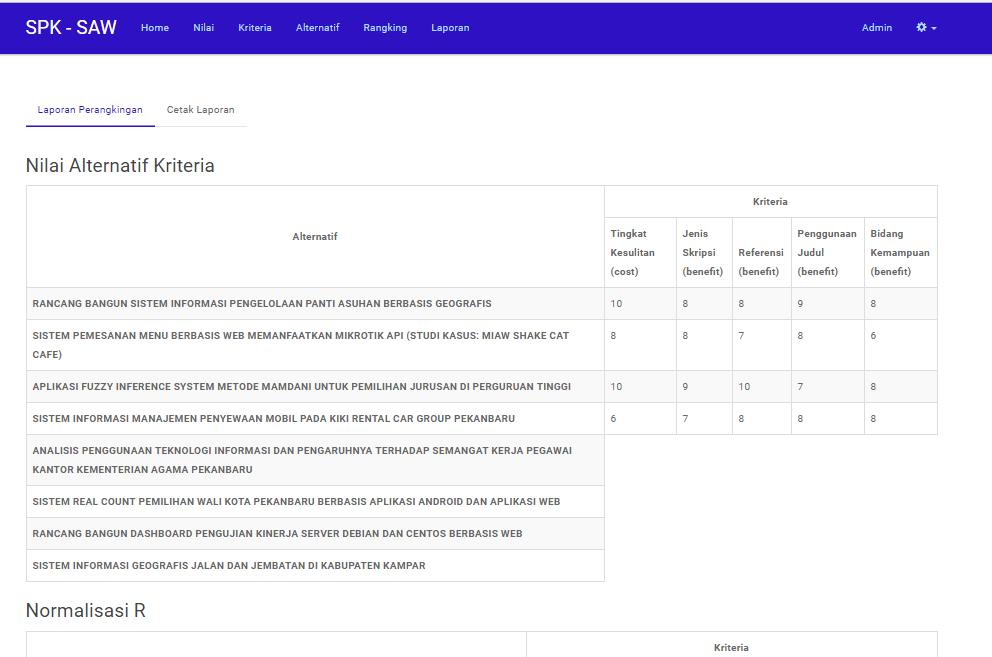 SPK - SAW Home Nilai Kriteria Alternatif Rangking Laporan Admin
Laporan Perangkingan Cetak Laporan
Nilai Alternatif Kriteria
Alternatif
Kriteria
Tingkat
Kesulitan
(cost)
Jenis
Skripsi
(benefit)
Referensi
(benefit)
Penggunaan
Judul
(benefit)
Bidang
Kemampuan
(benefit)
RANCANG BANGUN SISTEM INFORMASI PENGELOLAAN PANTI ASUHAN BERBASIS GEOGRAFIS 10 8 8 9 8
SISTEM PEMESANAN MENU BERBASIS WEB MEMANFAATKAN MIKROTIK API (STUDI KASUS: MIAW SHAKE CAT 8 8 7 8 6
CAFE)
APLIKASI FUZZY INFERENCE SYSTEM METODE MAMDANI UNTUK PEMILIHAN JURUSAN DI PERGURUAN TINGGI 10 9 10 7 8
SISTEM INFORMASI MANAJEMEN PENYEWAAN MOBIL PADA KIKI RENTAL CAR GROUP PEKANBARU 6 7 8 8 8
ANALISIS PENGGUNAAN TEKNOLOGI INFORMASI DAN PENGARUHNYA TERHADAP SEMANGAT KERJA PEGAWAI
KANTOR KEMENTERIAN AGAMA PEKANBARU
SISTEM REAL COUNT PEMILIHAN WALI KOTA PEKANBARU BERBASIS APLIKASI ANDROID DAN APLIKASI WEB
RANCANG BANGUN DASHBOARD PENGUJIAN KINERJA SERVER DEBIAN DAN CENTOS BERBASIS WEB
SISTEM INFORMASI GEOGRAFIS JALAN DAN JEMBATAN DI KABUPATEN KAMPAR
Normalisasi R
Kriteria